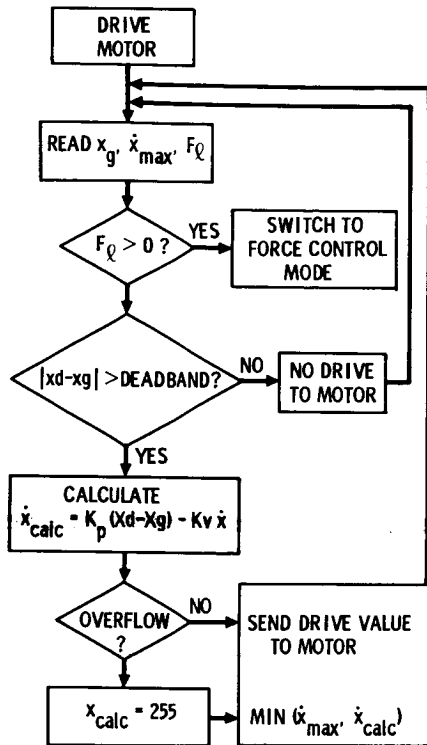 DRIVE
MOTOR
READ x_g, ẋ_max, F_ℓ
F_ℓ > 0 ?
YES
SWITCH TO
FORCE CONTROL
MODE
|xd-xg| > DEADBAND?
NO
NO DRIVE
TO MOTOR
YES
CALCULATE
ẋ_calc = K_p (Xd-Xg) - Kv ẋ
OVERFLOW
?
NO
SEND DRIVE VALUE
TO MOTOR
x_calc = 255
MIN (ẋ_max, ẋ_calc)